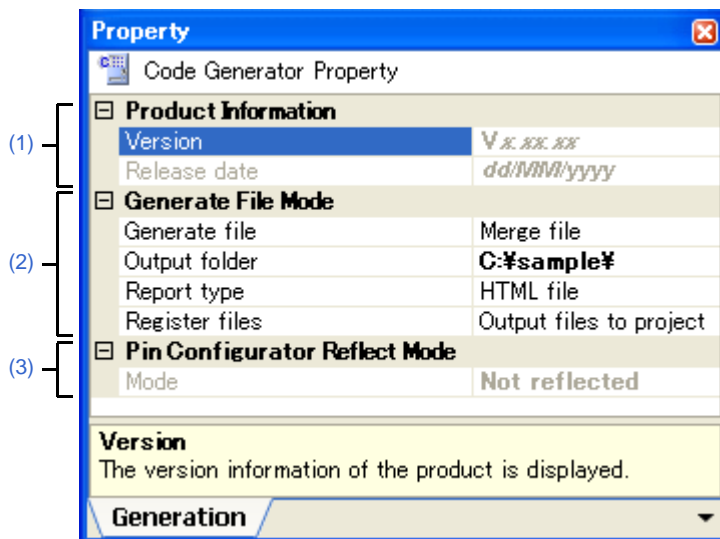 Property
Code Generator Property
(1)
Product Information
Version V x.xx.xx
Release date dd/MM/yyyy
(2)
Generate File Mode
Generate file Merge file
Output folder C:¥sample¥
Report type HTML file
Register files Output files to project
(3)
Pin Configurator Reflect Mode
Mode Not reflected
Version
The version information of the product is displayed.
Generation